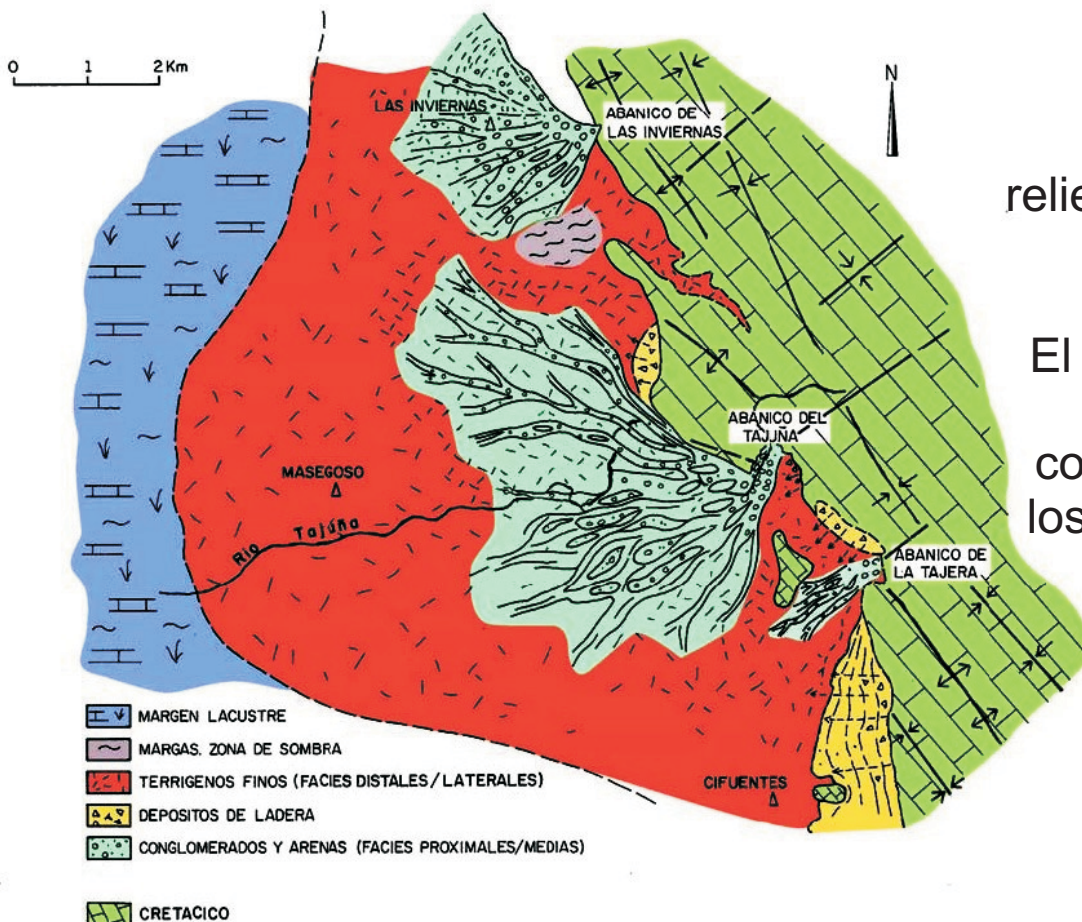 0 1 2 Km
N
LAS INVIERNAS
ABANICO DE
LAS INVIERNAS
relie
El
ABANICO DEL
TAJUÑA
co
los
MASEGOSO
Río Tajuña
ABANICO DE
LA TAJERA
CIFUENTES
MARGEN LACUSTRE
MARGAS. ZONA DE SOMBRA
TERRIGENOS FINOS (FACIES DISTALES/LATERALES)
DEPOSITOS DE LADERA
CONGLOMERADOS Y ARENAS (FACIES PROXIMALES/MEDIAS)
CRETACICO